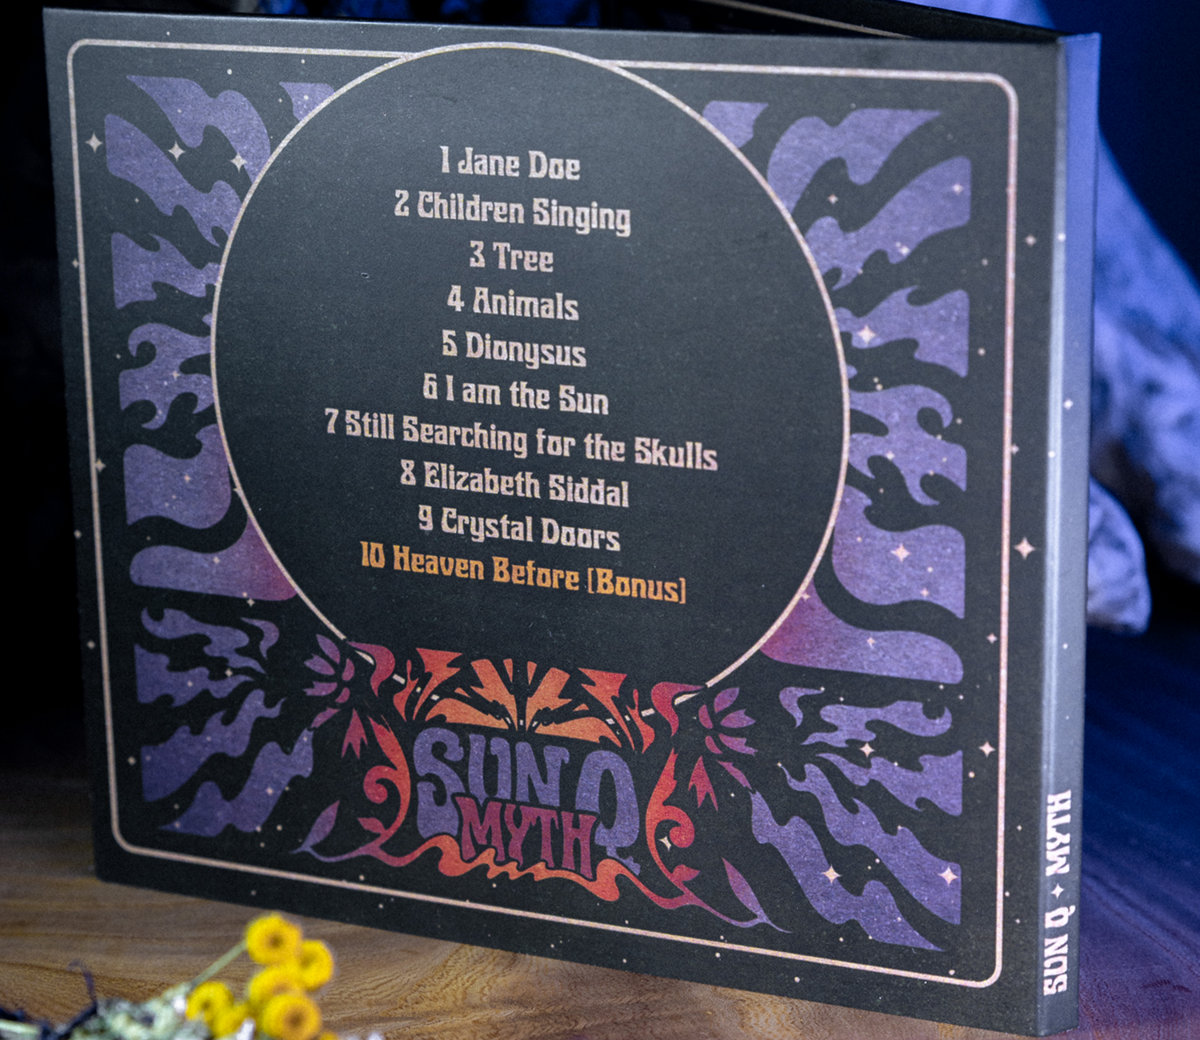 1 Jane Doe
2 Children Singing
3 Tree
4 Animals
5 Dionysus
6 I am the Sun
7 Still Searching for the Skulls
8 Elizabeth Siddal
9 Crystal Doors
10 Heaven Before [Bonus]
SUN Q
MYTH
SUN Q ✦ MYTH